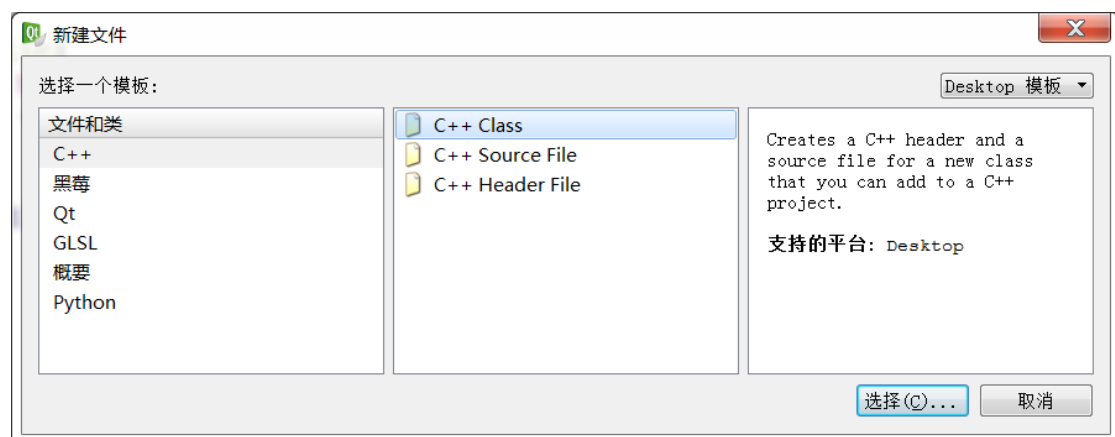 新建文件
选择一个模板:
Desktop 模板
文件和类
C++
黑莓
Qt
GLSL
概要
Python
C++ Class
C++ Source File
C++ Header File
Creates a C++ header and a
source file for a new class
that you can add to a C++
project.
支持的平台: Desktop
选择(C)...
取消